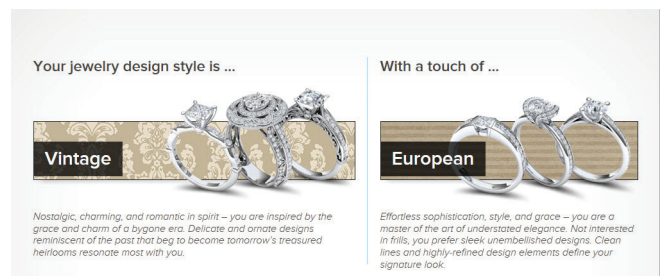 Your jewelry design style is ...
Vintage
Nostalgic, charming, and romantic in spirit – you are inspired by the
grace and charm of a bygone era. Delicate and ornate designs
reminiscent of the past that beg to become tomorrow's treasured
heirlooms resonate most with you.
With a touch of ...
European
Effortless sophistication, style, and grace – you are a
master of the art of understated elegance. Not interested
in frills, you prefer sleek unembellished designs. Clean
lines and highly-refined design elements define your
signature look.